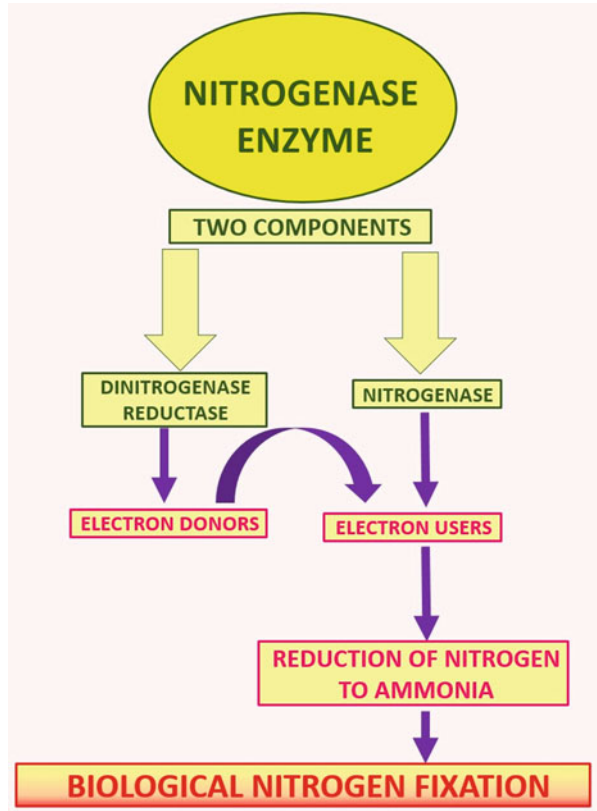 NITROGENASE
ENZYME
TWO COMPONENTS
DINITROGENASE
REDUCTASE
NITROGENASE
ELECTRON DONORS
ELECTRON USERS
REDUCTION OF NITROGEN
TO AMMONIA
BIOLOGICAL NITROGEN FIXATION